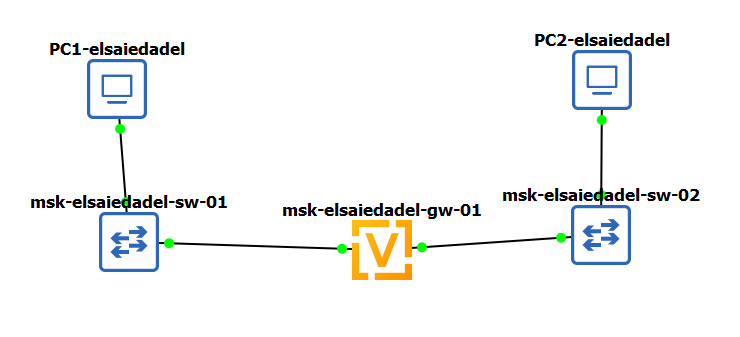 PC1-elsaiedadel
PC2-elsaiedadel
msk-elsaiedadel-sw-01
msk-elsaiedadel-gw-01
msk-elsaiedadel-sw-02
V